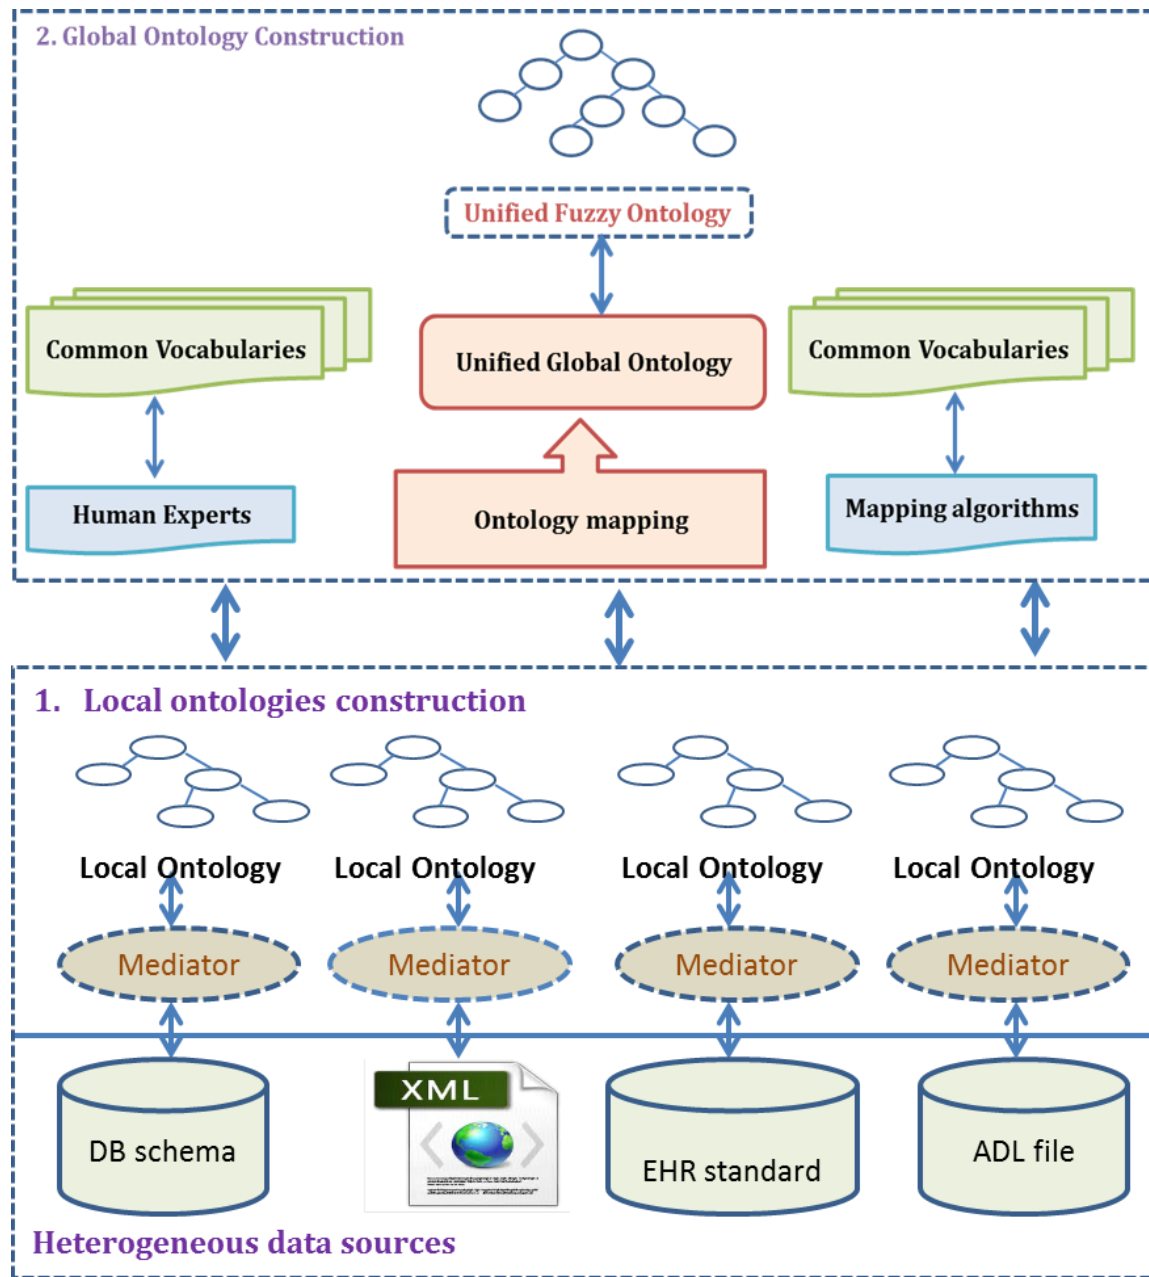 2. Global Ontology Construction
Unified Fuzzy Ontology
Common Vocabularies
Unified Global Ontology
Common Vocabularies
Human Experts
Ontology mapping
Mapping algorithms
1. Local ontologies construction
Local Ontology
Local Ontology
Local Ontology
Local Ontology
Mediator
Mediator
Mediator
Mediator
DB schema
XML
EHR standard
ADL file
Heterogeneous data sources